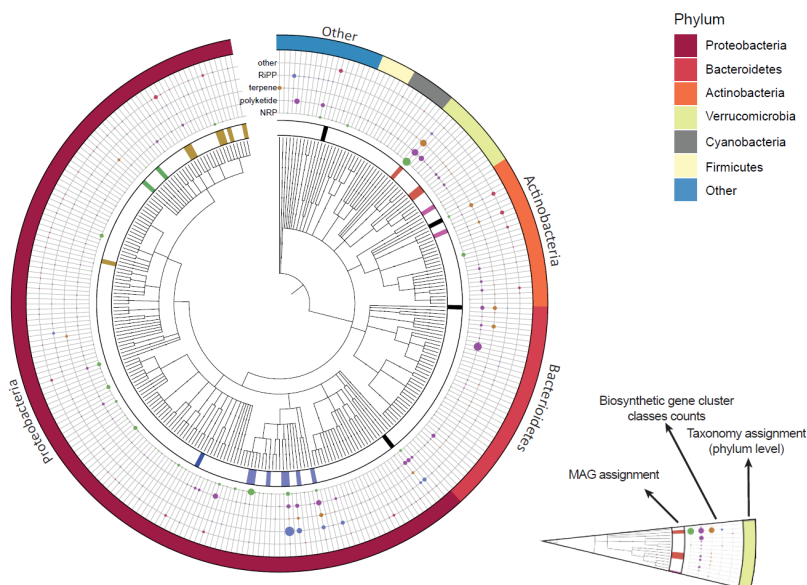 Other
other
RiPP
terpene
polyketide
NRP
Actinobacteria
Bacterioidetes
Proteobacteria
Phylum
Proteobacteria
Bacteroidetes
Actinobacteria
Verrucomicrobia
Cyanobacteria
Firmicutes
Other
Biosynthetic gene cluster
classes counts
Taxonomy assignment
(phylum level)
MAG assignment